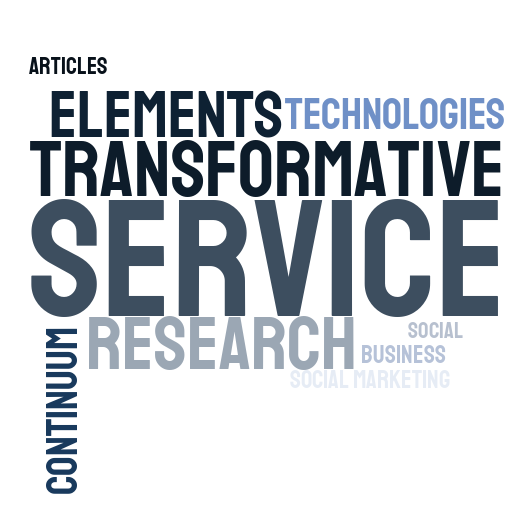 ARTICLES
ELEMENTS TECHNOLOGIES
TRANSFORMATIVE
SERVICE
RESEARCH
SOCIAL
BUSINESS
SOCIAL MARKETING
CONTINUUM